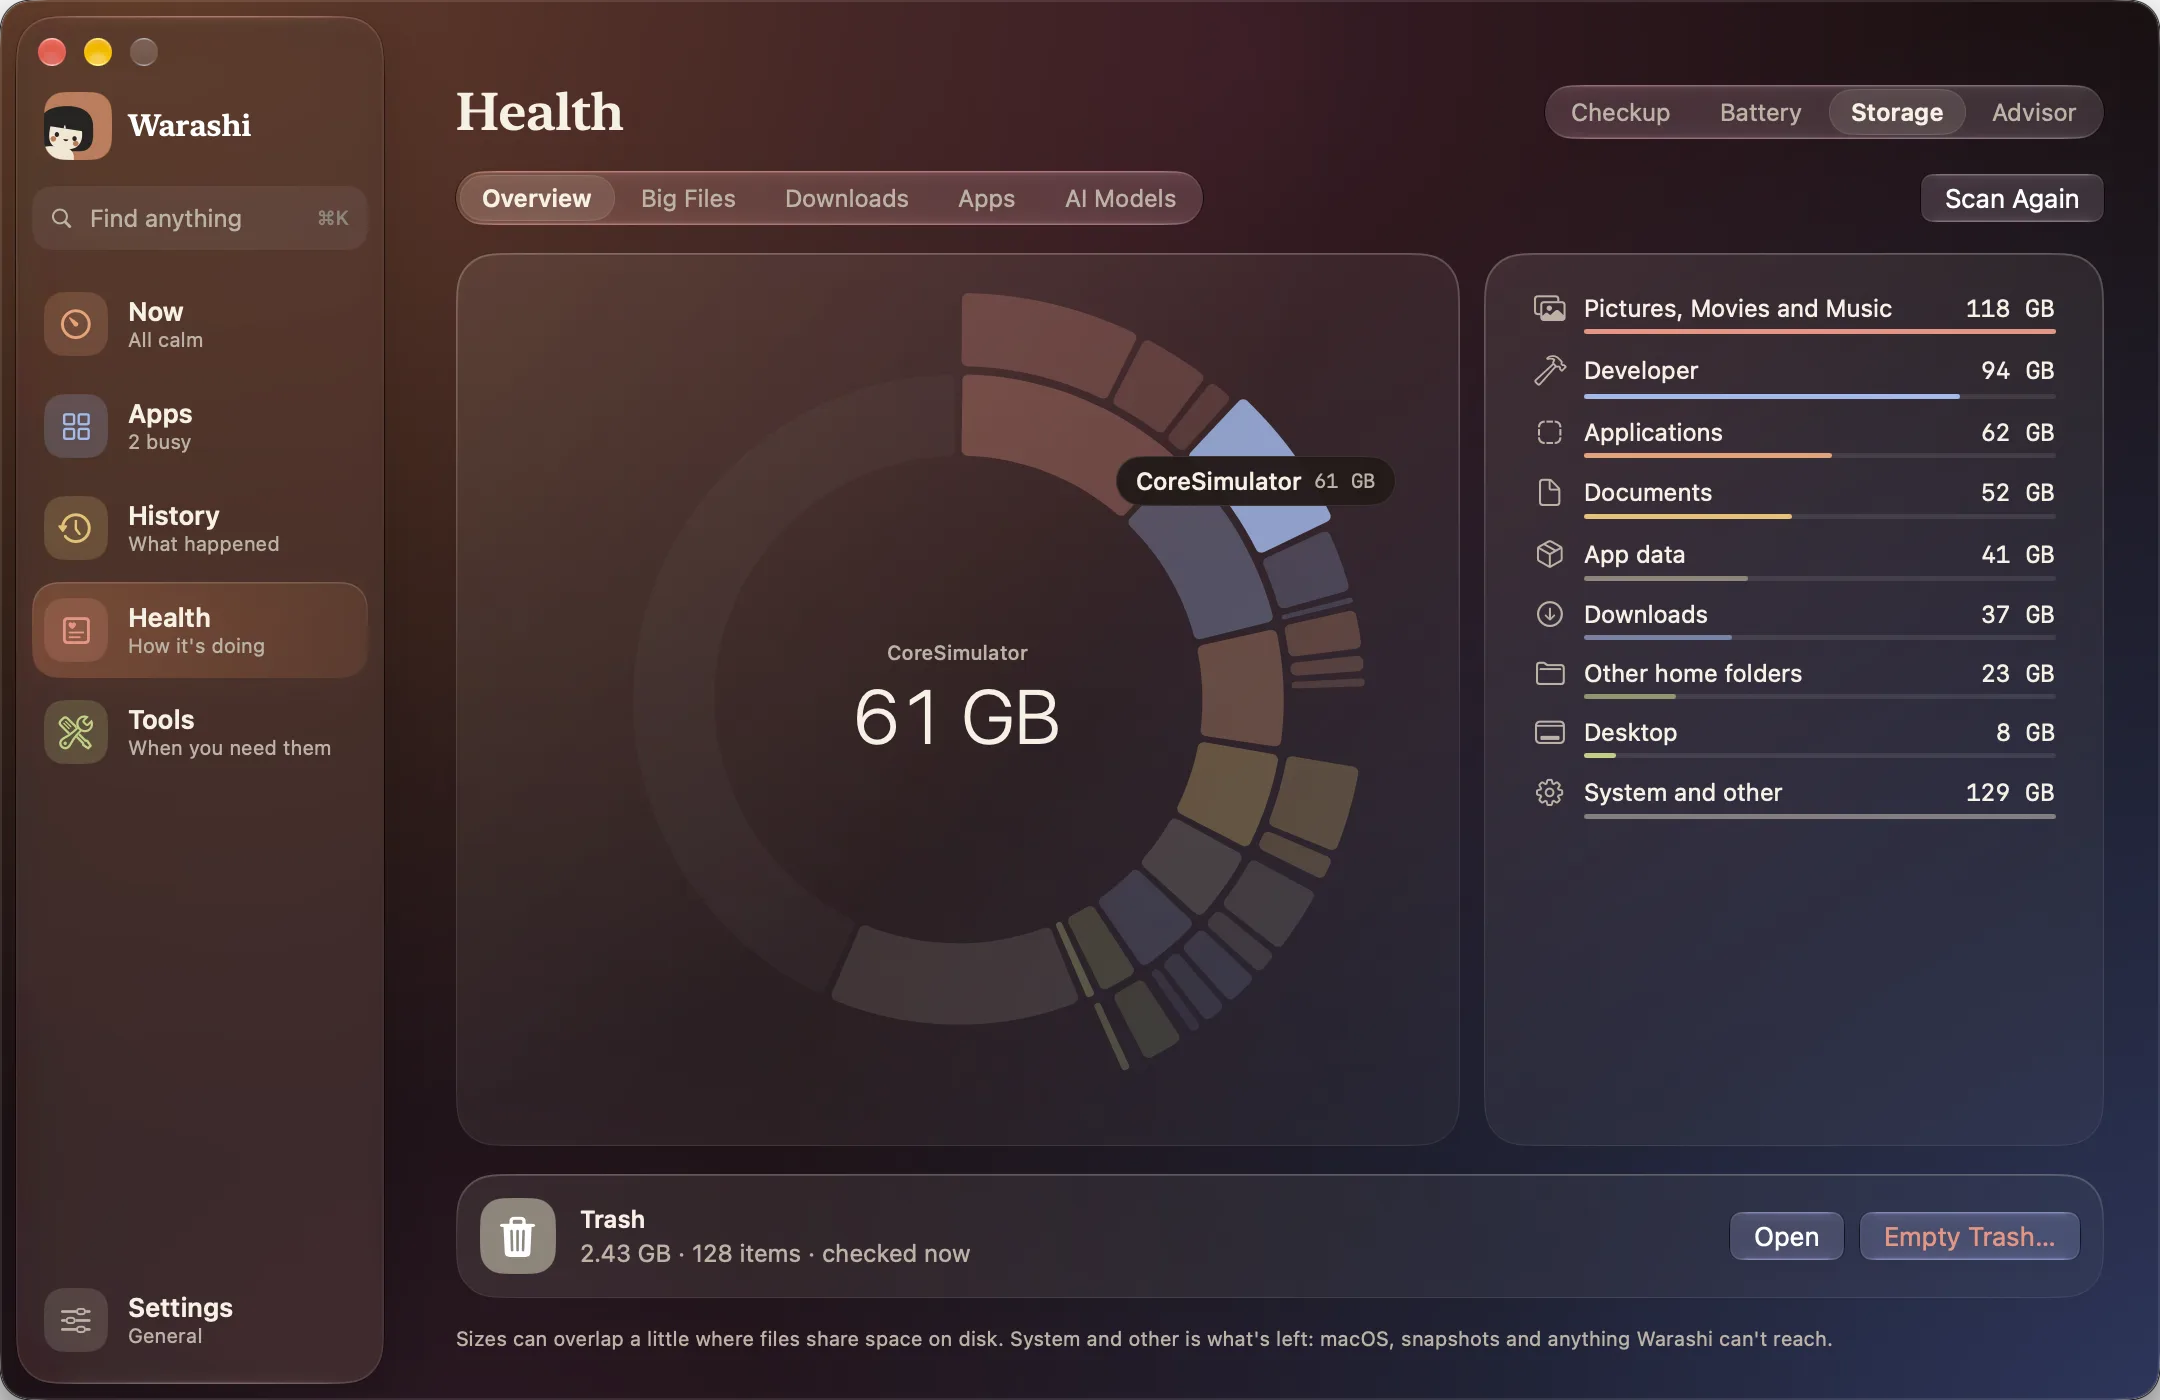 Warashi
Find anything ⌘K
Now
All calm
Apps
2 busy
History
What happened
Health
How it's doing
Tools
When you need them
Settings
General
Health
Checkup Battery Storage Advisor
Overview Big Files Downloads Apps AI Models
Scan Again
CoreSimulator 61 GB
CoreSimulator
61 GB
Pictures, Movies and Music 118 GB
Developer 94 GB
Applications 62 GB
Documents 52 GB
App data 41 GB
Downloads 37 GB
Other home folders 23 GB
Desktop 8 GB
System and other 129 GB
Trash
2.43 GB · 128 items · checked now
Open Empty Trash...
Sizes can overlap a little where files share space on disk. System and other is what's left: macOS, snapshots and anything Warashi can't reach.